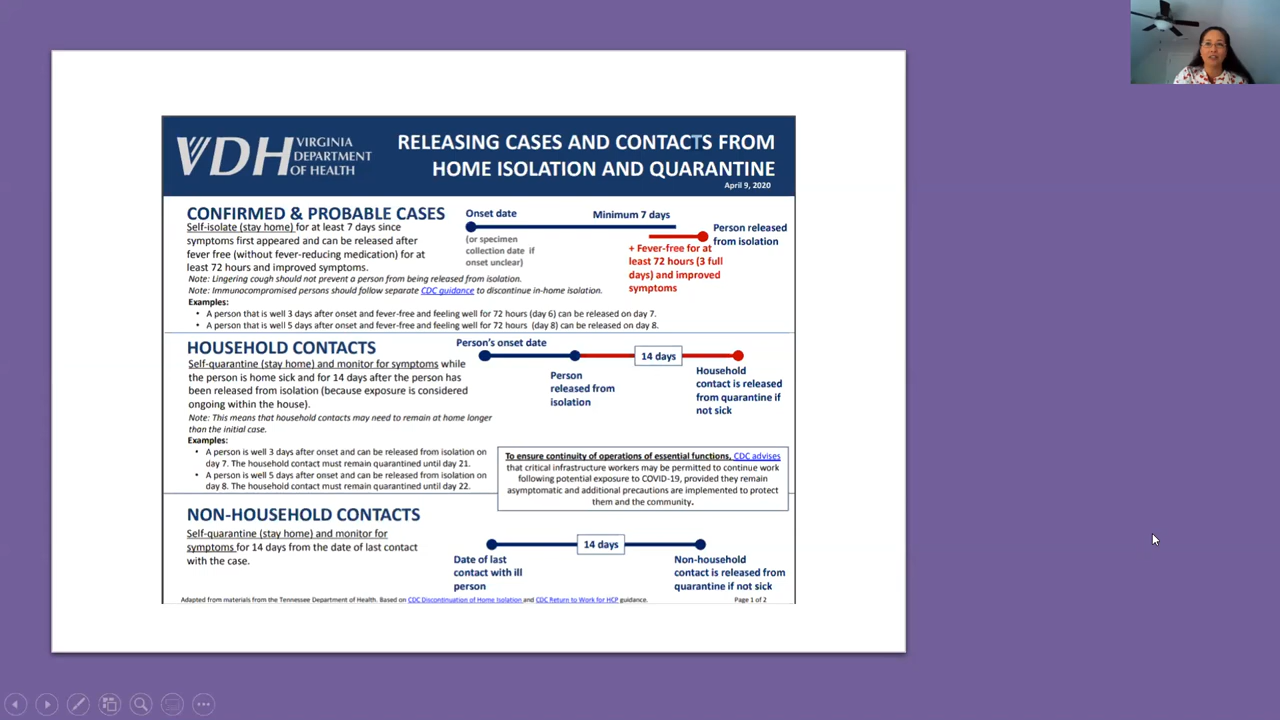 VDH VIRGINIA
DEPARTMENT
OF HEALTH
RELEASING CASES AND CONTACTS FROM
HOME ISOLATION AND QUARANTINE
April 9, 2020
CONFIRMED & PROBABLE CASES
Self-isolate (stay home) for at least 7 days since
symptoms first appeared and can be released after
fever free (without fever-reducing medication) for at
least 72 hours and improved symptoms.
Onset date
Minimum 7 days
(or specimen
collection date if
onset unclear)
Person released
from isolation
+ Fever-free for at
least 72 hours (3 full
days) and improved
symptoms
Note: Lingering cough should not prevent a person from being released from isolation.
Note: Immunocompromised persons should follow separate CDC guidance to discontinue in-home isolation.
Examples:
• A person that is well 3 days after onset and fever-free and feeling well for 72 hours (day 6) can be released on day 7.
• A person that is well 5 days after onset and fever-free and feeling well for 72 hours (day 8) can be released on day 8.
HOUSEHOLD CONTACTS
Self-quarantine (stay home) and monitor for symptoms while
the person is home sick and for 14 days after the person has
been released from isolation (because exposure is considered
ongoing within the house).
Note: This means that household contacts may need to remain at home longer
than the initial case.
Examples:
• A person is well 3 days after onset and can be released from isolation on
day 7. The household contact must remain quarantined until day 21.
• A person is well 5 days after onset and can be released from isolation on
day 8. The household contact must remain quarantined until day 22.
Person's onset date
14 days
Person
released from
isolation
Household
contact is released
from quarantine if
not sick
To ensure continuity of operations of essential functions, CDC advises
that critical infrastructure workers may be permitted to continue work
following potential exposure to COVID-19, provided they remain
asymptomatic and additional precautions are implemented to protect
them and the community.
NON-HOUSEHOLD CONTACTS
Self-quarantine (stay home) and monitor for
symptoms for 14 days from the date of last contact
with the case.
14 days
Date of last
contact with ill
person
Non-household
contact is released from
quarantine if not sick
Adapted from materials from the Tennessee Department of Health. Based on CDC Discontinuation of Home Isolation and CDC Return to Work for HCP guidance.
Page 1 of 2